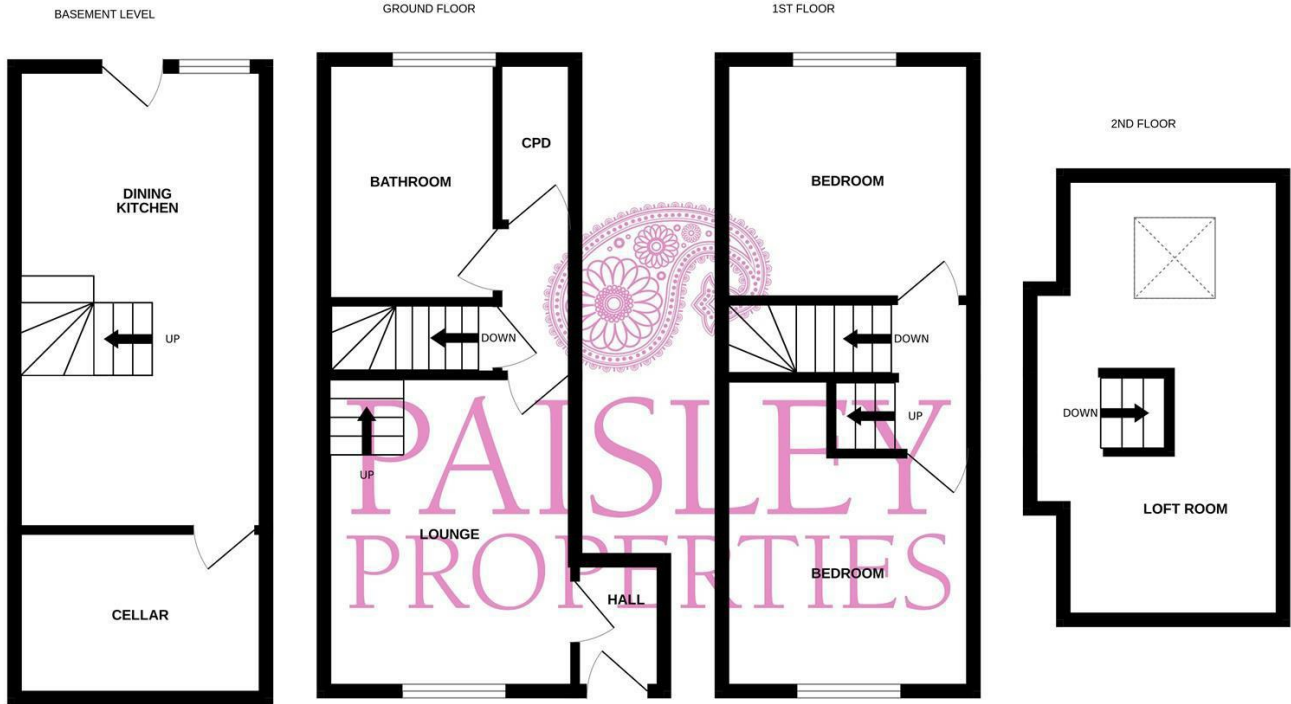 BASEMENT LEVEL
DINING
KITCHEN
UP
CELLAR
GROUND FLOOR
BATHROOM
CPD
DOWN
UP
LOUNGE
HALL
1ST FLOOR
BEDROOM
DOWN
UP
BEDROOM
2ND FLOOR
DOWN
LOFT ROOM
PAISLEY
PROPERTIES